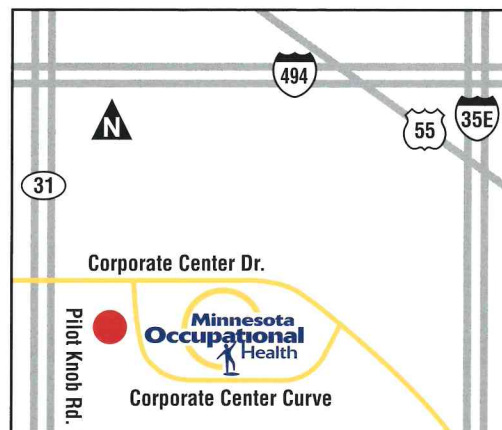 494
N
55
35E
31
Corporate Center Dr.
Pilot Knob Rd.
Minnesota
Occupational
Health
Corporate Center Curve